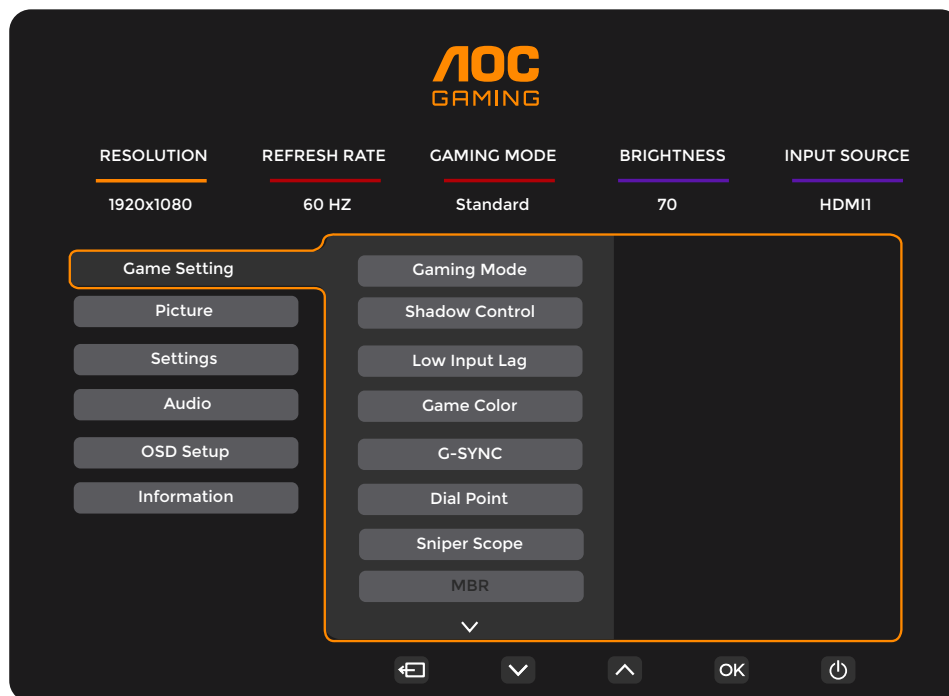 AOC
GAMING
RESOLUTION REFRESH RATE GAMING MODE BRIGHTNESS INPUT SOURCE
1920x1080 60 HZ Standard 70 HDMI1
Game Setting
Picture
Settings
Audio
OSD Setup
Information
Gaming Mode
Shadow Control
Low Input Lag
Game Color
G-SYNC
Dial Point
Sniper Scope
MBR
OK